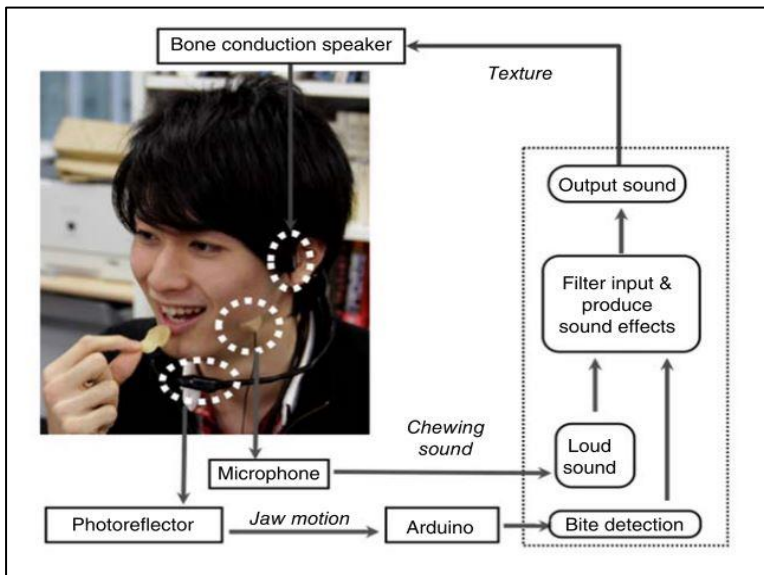 Bone conduction speaker
Texture
Output sound
Filter input &
produce
sound effects
Chewing
sound
Loud
sound
Microphone
Photoreflector
Jaw motion
Arduino
Bite detection